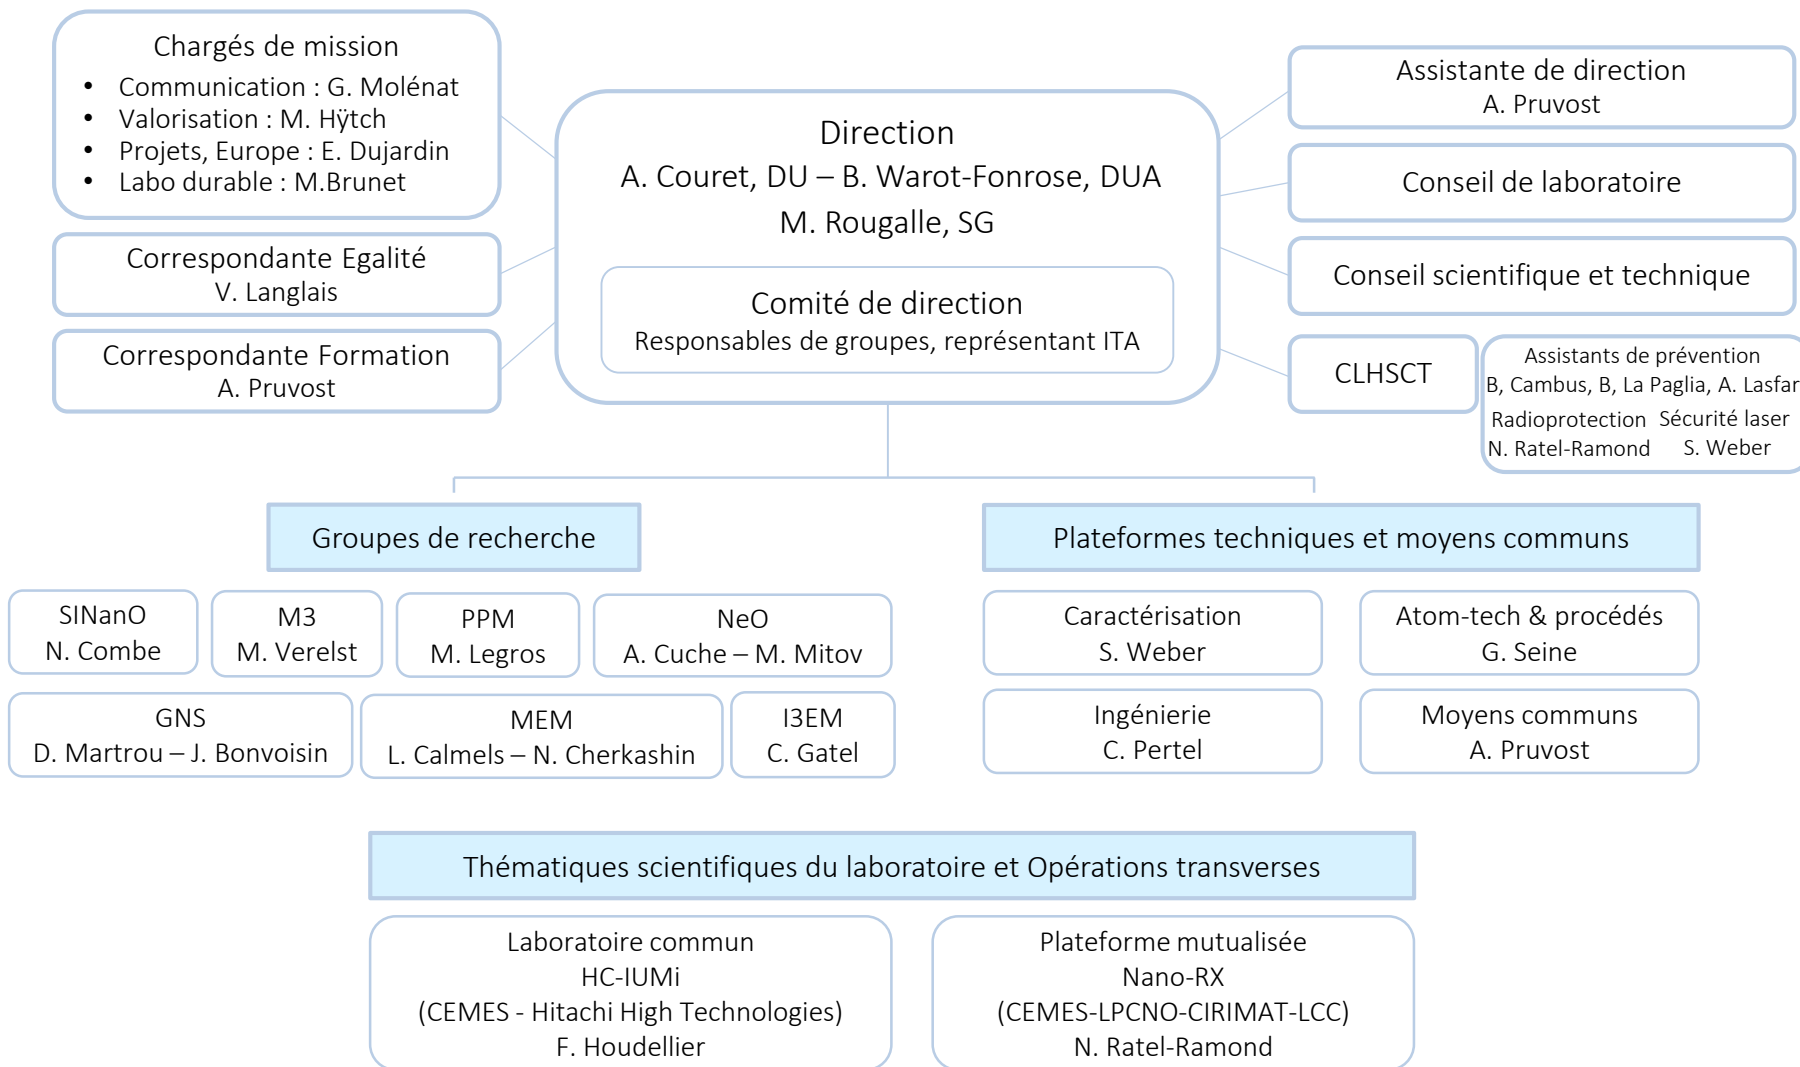 Chargés de mission
• Communication : G. Molénat
• Valorisation : M. Hÿtch
• Projets, Europe : E. Dujardin
• Labo durable : M.Brunet
Correspondante Egalité
V. Langlais
Correspondante Formation
A. Pruvost
Direction
A. Couret, DU – B. Warot-Fonrose, DUA
M. Rougalle, SG
Comité de direction
Responsables de groupes, représentant ITA
Assistante de direction
A. Pruvost
Conseil de laboratoire
Conseil scientifique et technique
CLHSCT
Assistants de prévention
B, Cambus, B, La Paglia, A. Lasfar
Radioprotection Sécurité laser
N. Ratel-Ramond S. Weber
Groupes de recherche
SINanO
N. Combe
M3
M. Verelst
PPM
M. Legros
NeO
A. Cuche – M. Mitov
GNS
D. Martrou – J. Bonvoisin
MEM
L. Calmels – N. Cherkashin
I3EM
C. Gatel
Plateformes techniques et moyens communs
Caractérisation
S. Weber
Atom-tech & procédés
G. Seine
Ingénierie
C. Pertel
Moyens communs
A. Pruvost
Thématiques scientifiques du laboratoire et Opérations transverses
Laboratoire commun
HC-IUMi
(CEMES - Hitachi High Technologies)
F. Houdellier
Plateforme mutualisée
Nano-RX
(CEMES-LPCNO-CIRIMAT-LCC)
N. Ratel-Ramond